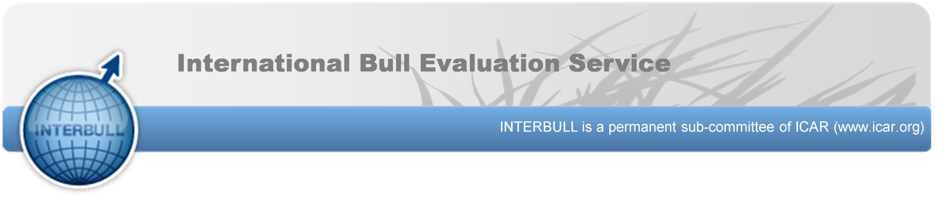 International Bull Evaluation Service
INTERBULL
INTERBULL is a permanent sub-committee of ICAR (www.icar.org)